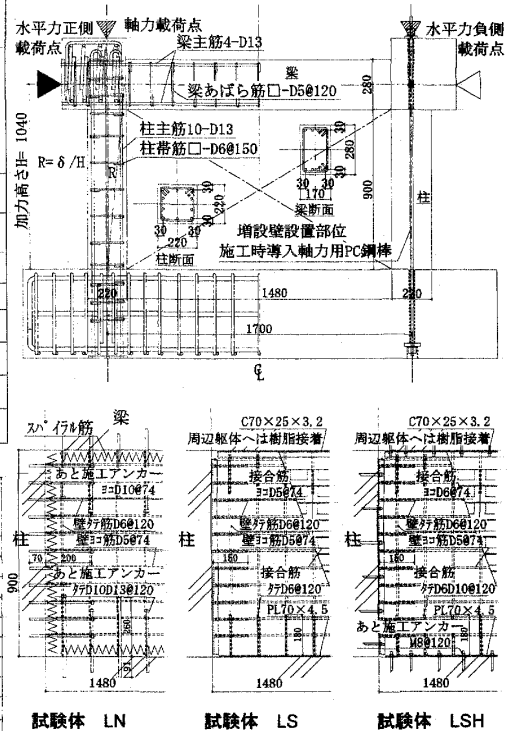 水平力正側
載荷点
軸力載荷点
水平力負側
載荷点
梁主筋4-D13
梁
梁あばら筋□-D5@120
280
加力高さH= 1040
R=δ/H
柱主筋10-D13
柱帯筋□-D6@150
R
30
280
30
30
30
170
梁断面
30
220
30
30
30
220
柱断面
900
柱
増設壁設置部位
施工時導入軸力用PC鋼棒
220
1480
220
1700
スパイラル筋
梁
あと施工アンカー
ヨコD10@74
柱
壁タテ筋D6@120
壁ヨコ筋D5@74
70
200
あと施工アンカー
タテD10D13@120
900
260
91
1480
試験体 LN
C70×25×3.2
周辺躯体へは樹脂接着
接合筋
ヨコD5@74
柱
壁タテ筋D6@120
壁ヨコ筋D5@74
150
接合筋
タテD6@120
PL70×4.5
180
1480
試験体 LS
C70×25×3.2
周辺躯体へは樹脂接着
接合筋
ヨコD6@74
柱
壁タテ筋D6@120
壁ヨコ筋D5@74
150
接合筋
タテD6D10@120
PL70×4.5
あと施工アンカー
M8@120
180
1480
試験体 LSH